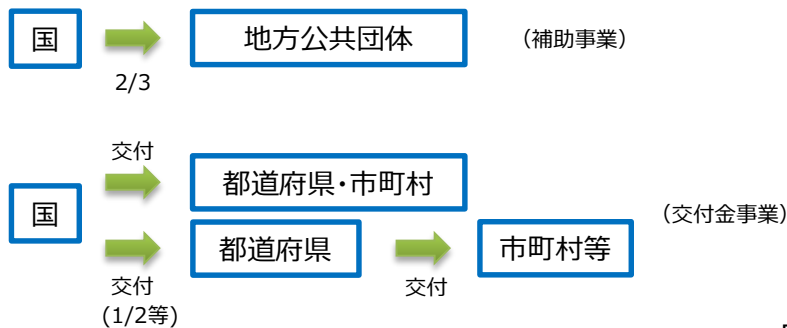 国
地方公共団体
（補助事業）
2/3
交付
都道府県・市町村
国
（交付金事業）
都道府県
市町村等
交付
(1/2等)
交付